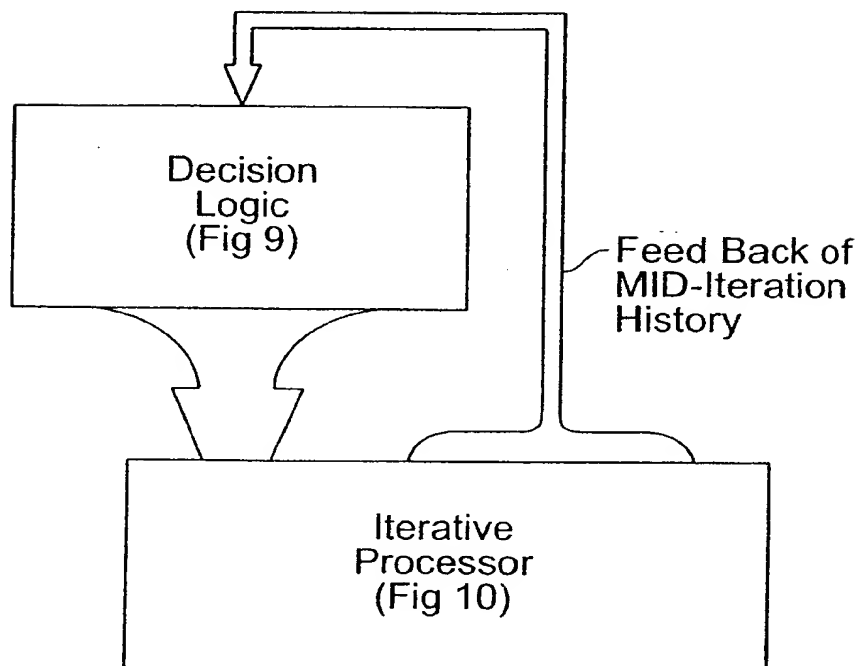 Decision
Logic
(Fig 9)
Feed Back of
MID-Iteration
History
Iterative
Processor
(Fig 10)